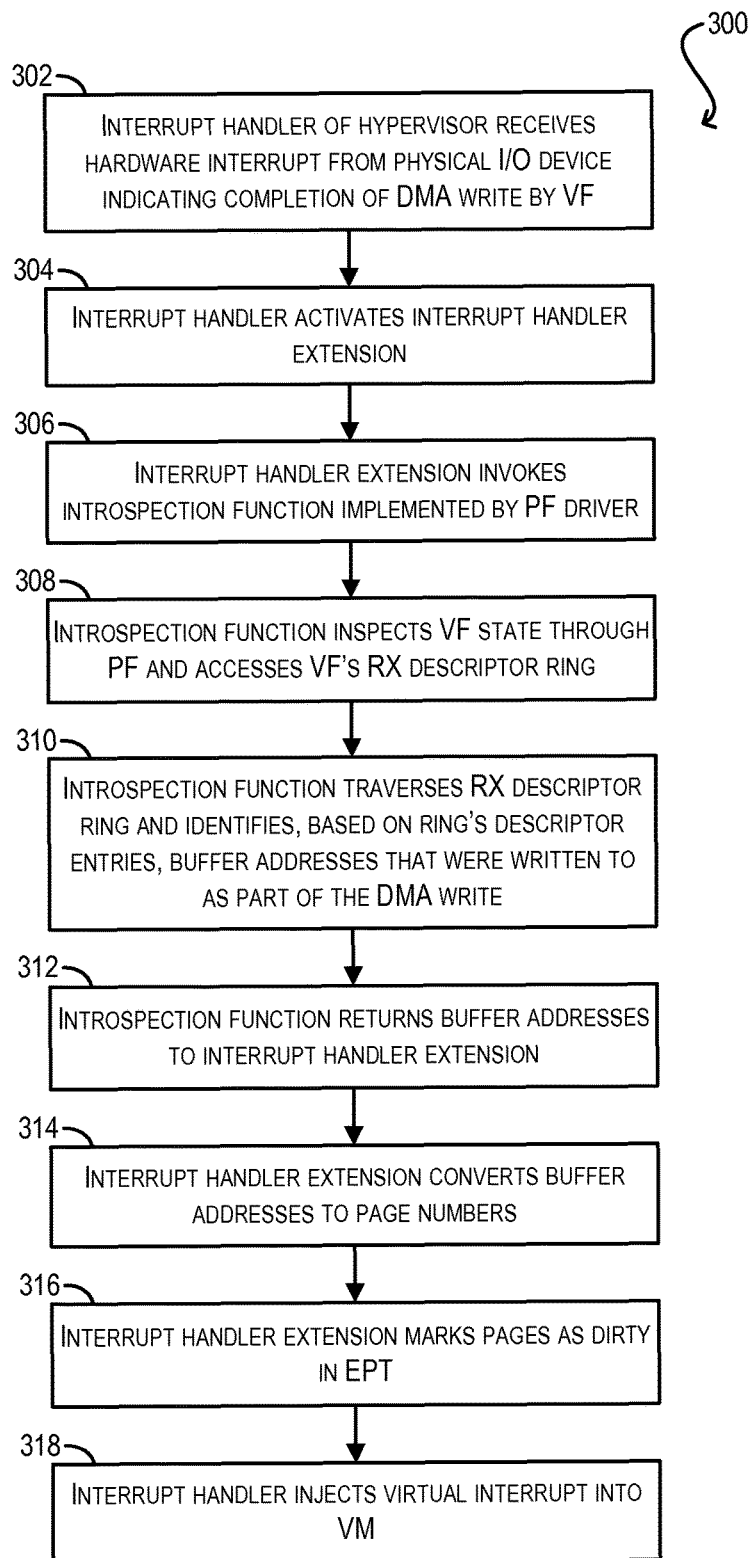 300
302
INTERRUPT HANDLER OF HYPERVISOR RECEIVES
HARDWARE INTERRUPT FROM PHYSICAL I/O DEVICE
INDICATING COMPLETION OF DMA WRITE BY VF
304
INTERRUPT HANDLER ACTIVATES INTERRUPT HANDLER
EXTENSION
306
INTERRUPT HANDLER EXTENSION INVOKES
INTROSPECTION FUNCTION IMPLEMENTED BY PF DRIVER
308
INTROSPECTION FUNCTION INSPECTS VF STATE THROUGH
PF AND ACCESSES VF'S RX DESCRIPTOR RING
310
INTROSPECTION FUNCTION TRAVERSES RX DESCRIPTOR
RING AND IDENTIFIES, BASED ON RING'S DESCRIPTOR
ENTRIES, BUFFER ADDRESSES THAT WERE WRITTEN TO
AS PART OF THE DMA WRITE
312
INTROSPECTION FUNCTION RETURNS BUFFER ADDRESSES
TO INTERRUPT HANDLER EXTENSION
314
INTERRUPT HANDLER EXTENSION CONVERTS BUFFER
ADDRESSES TO PAGE NUMBERS
316
INTERRUPT HANDLER EXTENSION MARKS PAGES AS DIRTY
IN EPT
318
INTERRUPT HANDLER INJECTS VIRTUAL INTERRUPT INTO
VM